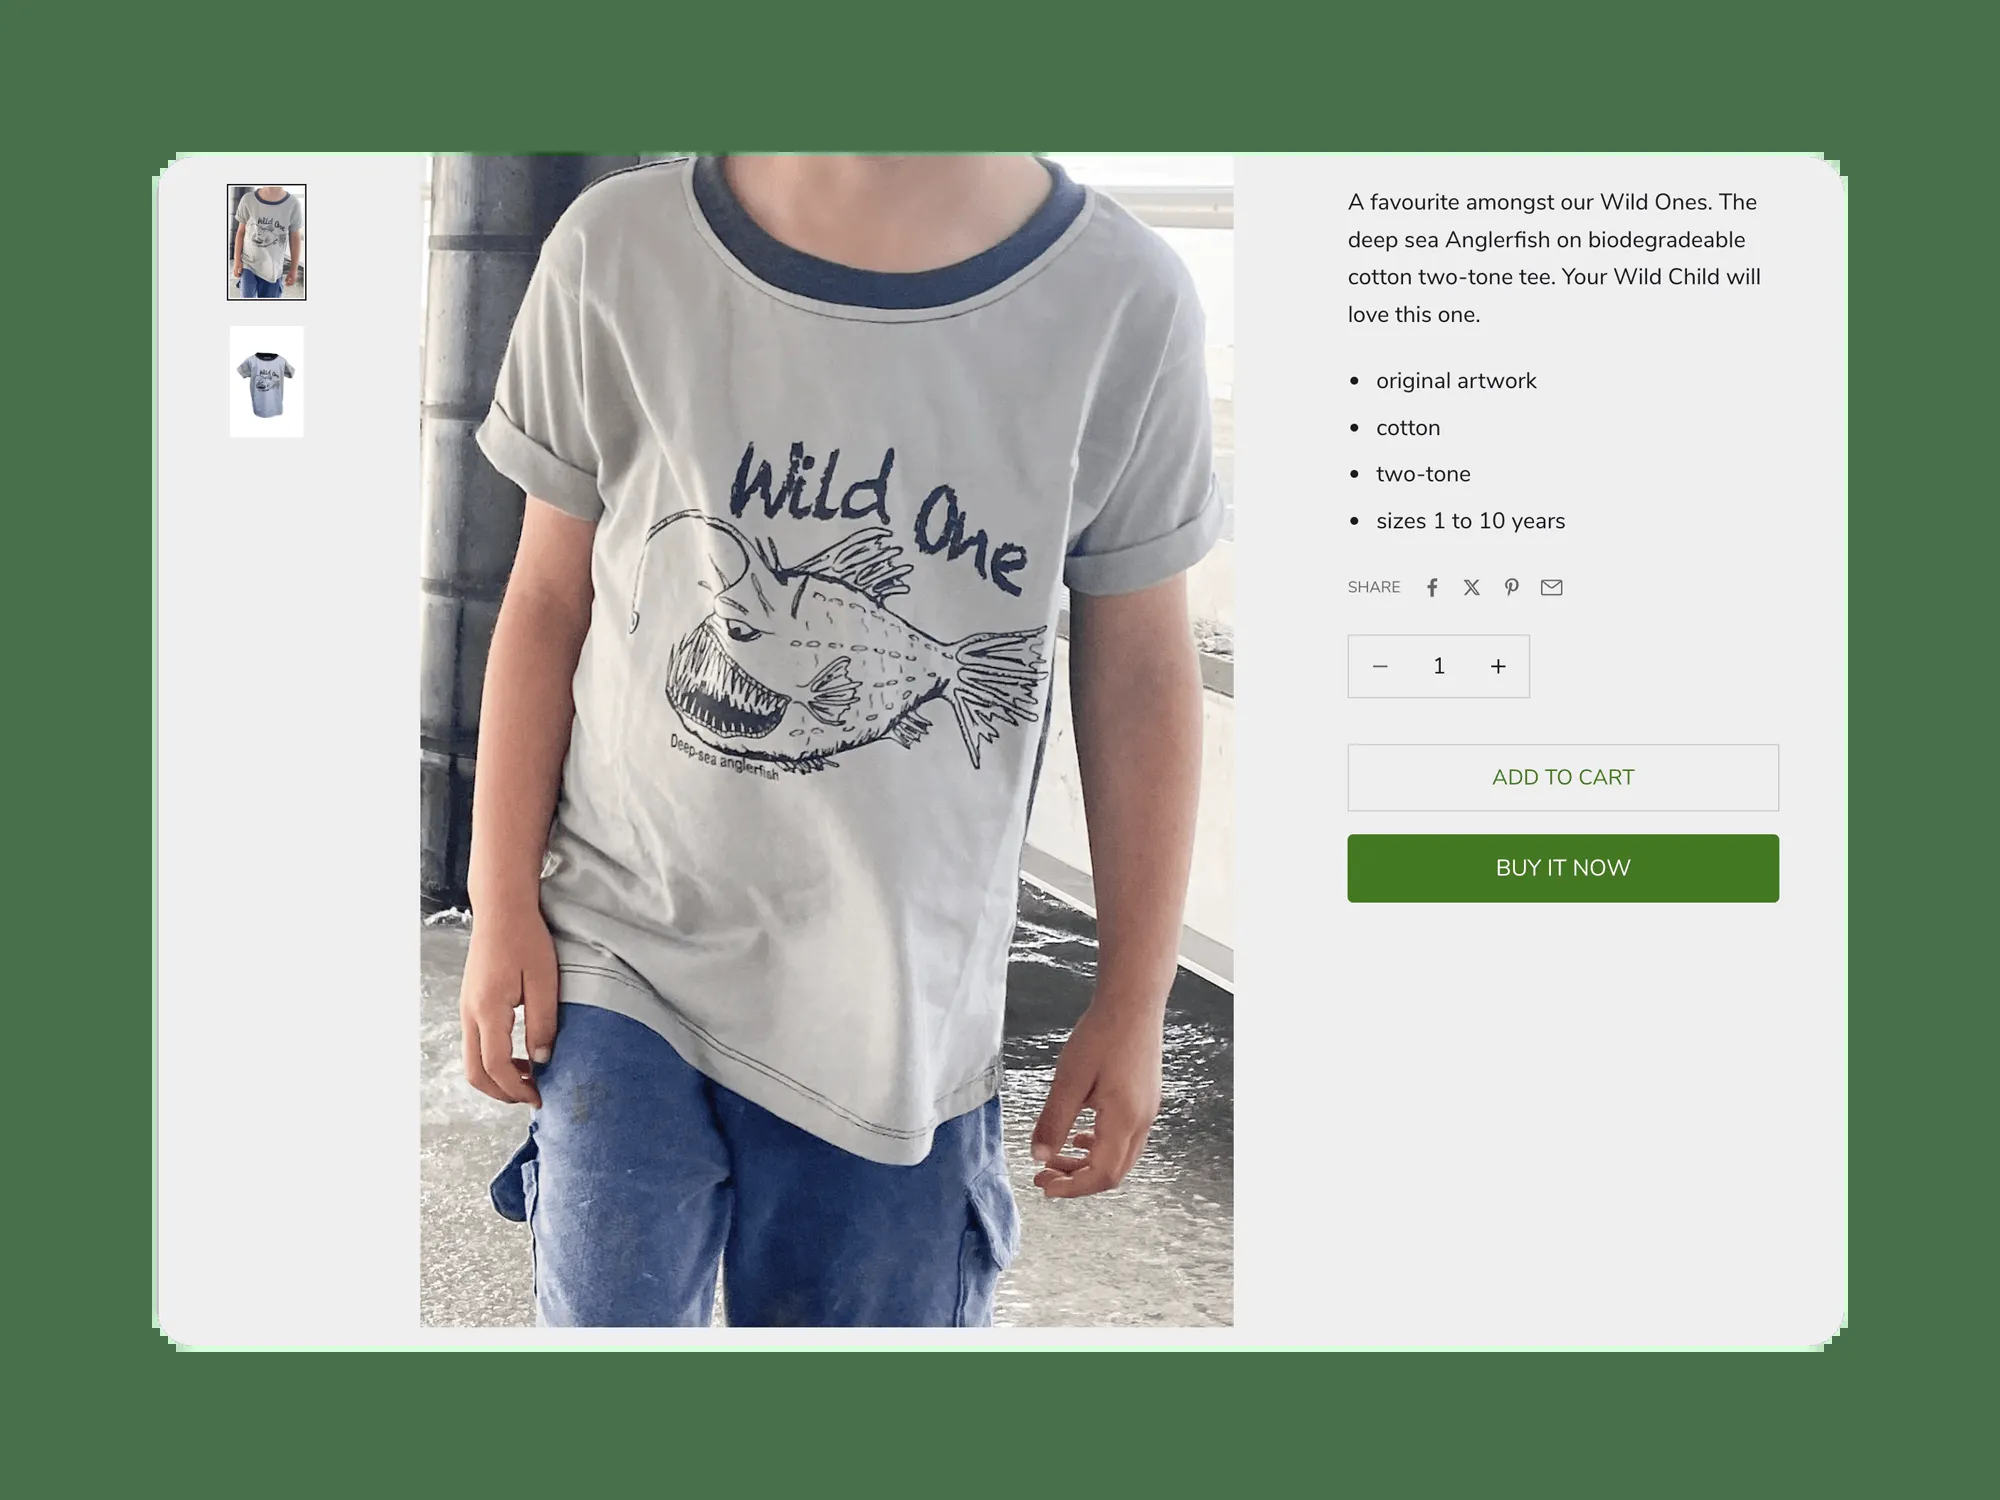 Wild One
Deep-sea anglerfish
A favourite amongst our Wild Ones. The
deep sea Anglerfish on biodegradeable
cotton two-tone tee. Your Wild Child will
love this one.
original artwork
cotton
two-tone
sizes 1 to 10 years
SHARE
1
ADD TO CART
BUY IT NOW